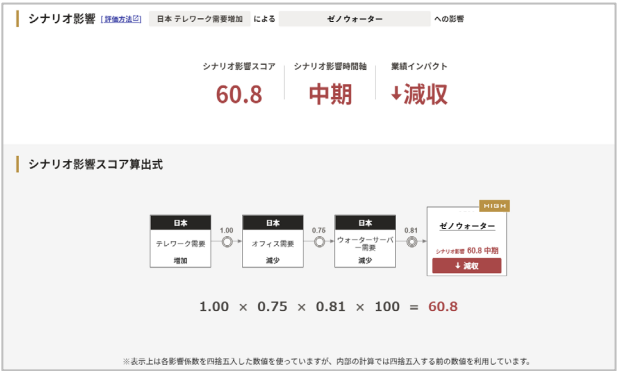 シナリオ影響 [評価方法] 日本 テレワーク需要増加 による ゼノウォーター への影響
シナリオ影響スコア シナリオ影響時間軸 業績インパクト
60.8 中期 ↓減収
シナリオ影響スコア算出式
HIGH
日本 日本 日本 ゼノウォーター
1.00 0.75 0.81
テレワーク需要 オフィス需要 ウォーターサーバ
ー需要
シナリオ影響 60.8 中期
増加 減少 減少 ↓ 減収
1.00 × 0.75 × 0.81 × 100 = 60.8
※表示上は各影響係数を四捨五入した数値を使っていますが、内部の計算では四捨五入する前の数値を利用しています。